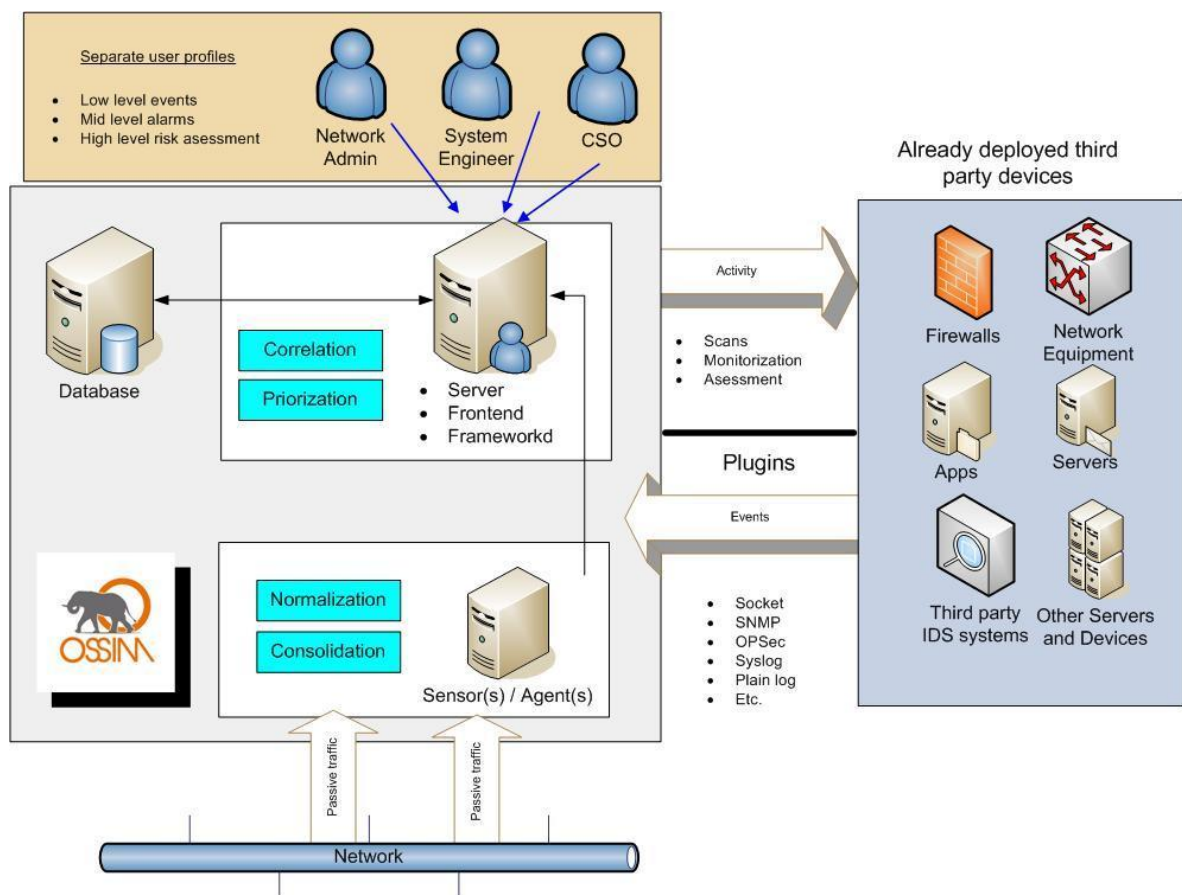 Separate user profiles
• Low level events
• Mid level alarms
• High level risk asessment
Network
Admin
System
Engineer
CSO
Already deployed third
party devices
Database
Correlation
Priorization
• Server
• Frontend
• Frameworkd
Activity
• Scans
• Monitorization
• Asessment
Plugins
Events
• Socket
• SNMP
• OPSec
• Syslog
• Plain log
• Etc.
Firewalls
Network
Equipment
Apps
Servers
Third party
IDS systems
Other Servers
and Devices
OSSIM
Normalization
Consolidation
Sensor(s) / Agent(s)
Passive traffic
Passive traffic
Network